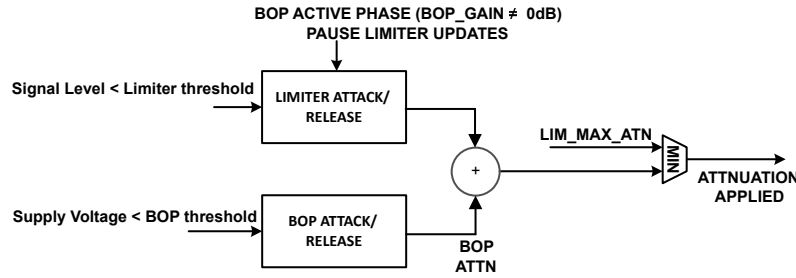 BOP ACTIVE PHASE (BOP_GAIN ≠ 0dB)
PAUSE LIMITER UPDATES
Signal Level < Limiter threshold
LIMITER ATTACK/
RELEASE
LIM_MAX_ATN
MIN
+
ATTNUATION
APPLIED
Supply Voltage < BOP threshold
BOP ATTACK/
RELEASE
BOP
ATTN